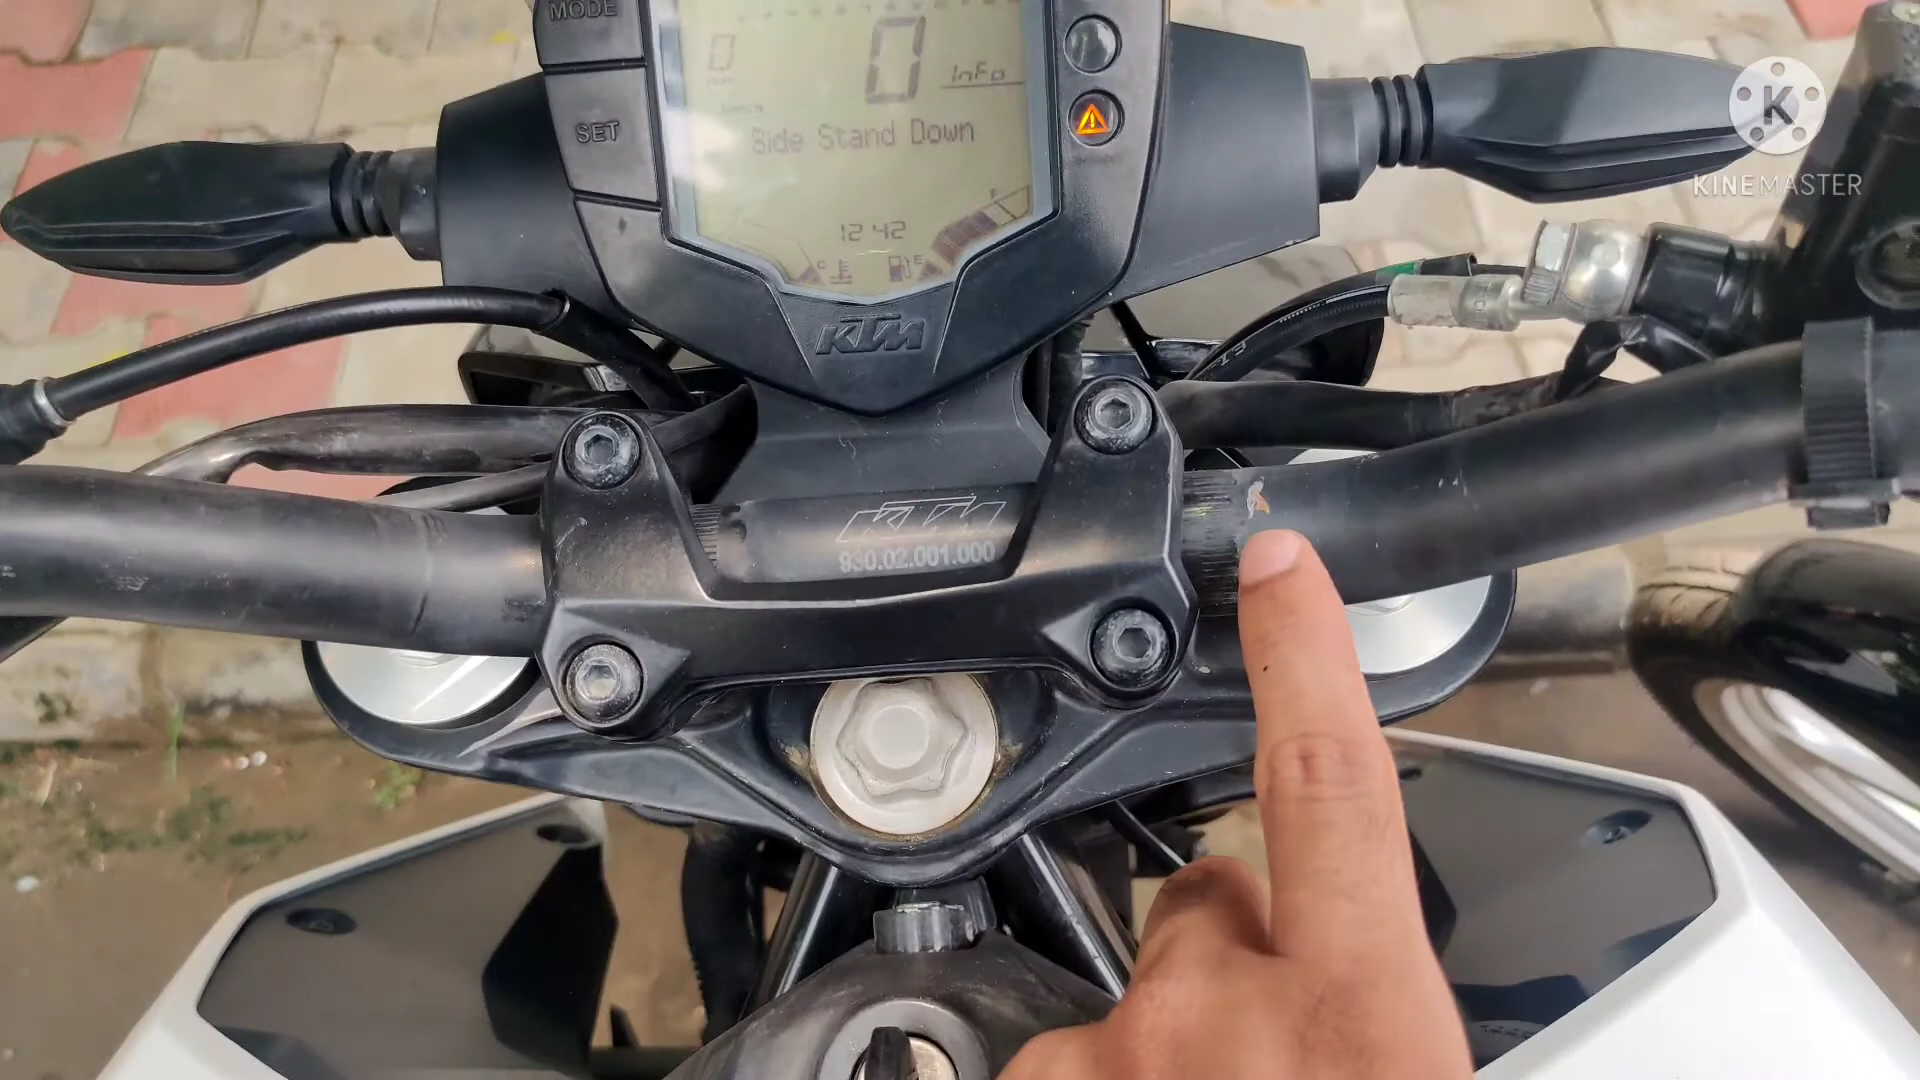 MODE
SET
0
InFo
Side Stand Down
12 42
C
E
F
KTM
KTM
930.02.001.000
K
KINEMASTER